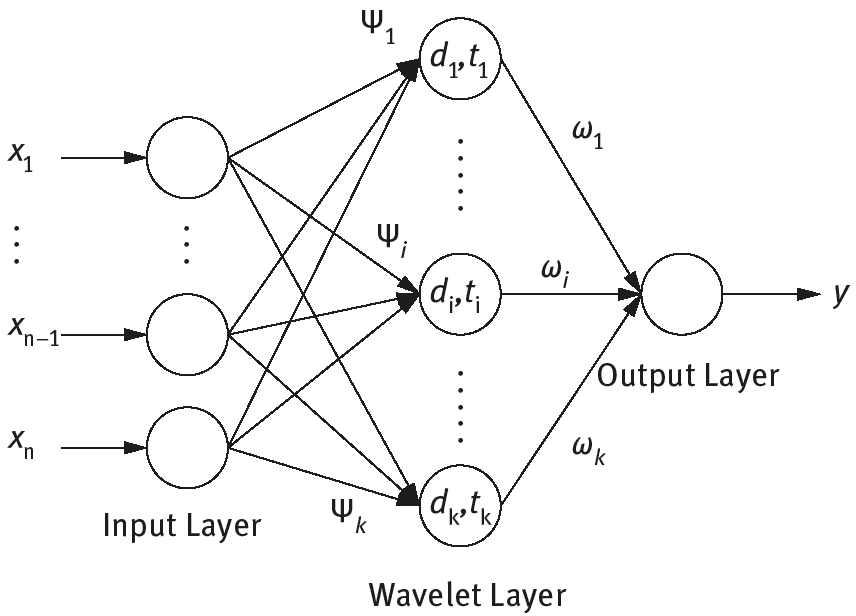 Ψ1
d1,t1
ω1
x1
Ψi
di,ti
ωi
y
xn−1
Output Layer
xn
ωk
Ψk
dk,tk
Input Layer
Wavelet Layer